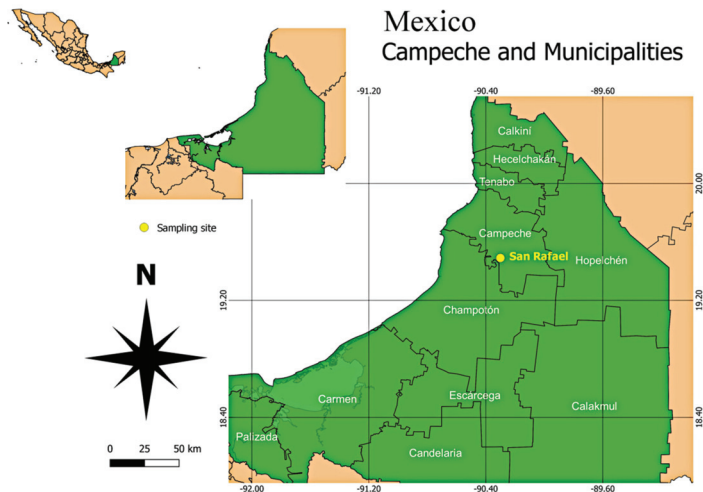 Mexico
Campeche and Municipalities
-91.20
-90.40
-89.60
Calkiní
Hecelchakán
Tenabo
20.00
Sampling site
Campeche
San Rafael
Hopelchén
N
19.20
19.20
Champotón
Carmen
Escárcega
Calakmul
18.40
18.40
Palizada
Candelaria
0 25 50 km
-92.00
-91.20
-90.40
-89.60